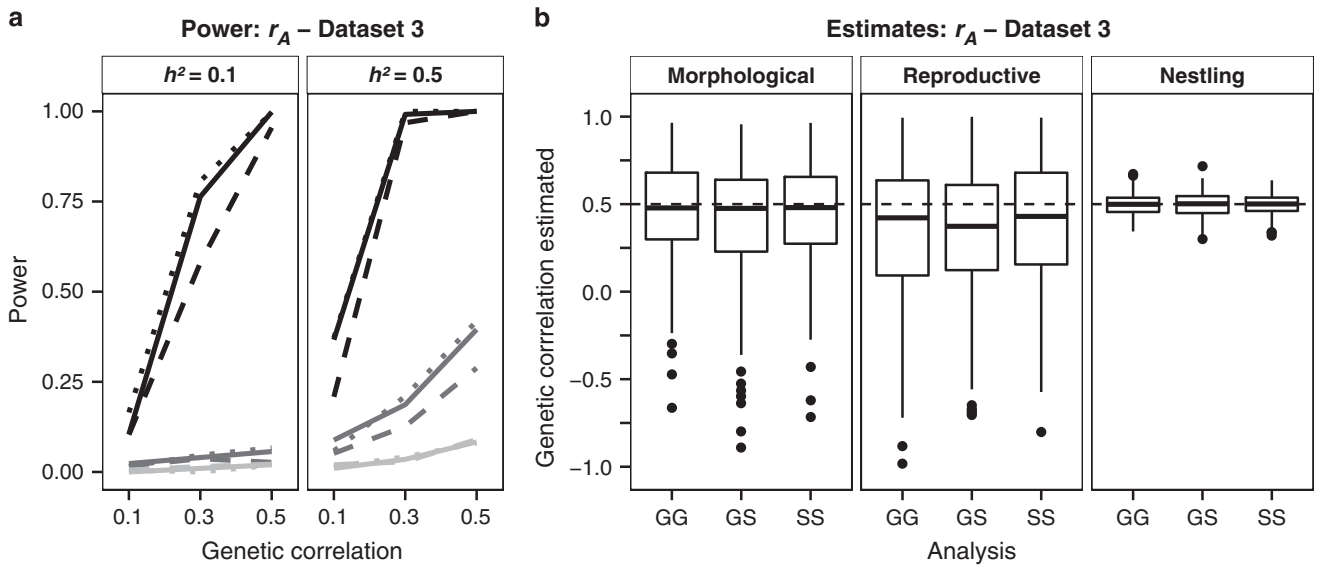 a
Power: r_A – Dataset 3
h² = 0.1
h² = 0.5
Power
1.00
0.75
0.50
0.25
0.00
0.1 0.3 0.5
0.1 0.3 0.5
Genetic correlation
b
Estimates: r_A – Dataset 3
Morphological
Reproductive
Nestling
Genetic corrrelation estimated
1.0
0.5
0.0
−0.5
−1.0
GG GS SS
GG GS SS
GG GS SS
Analysis